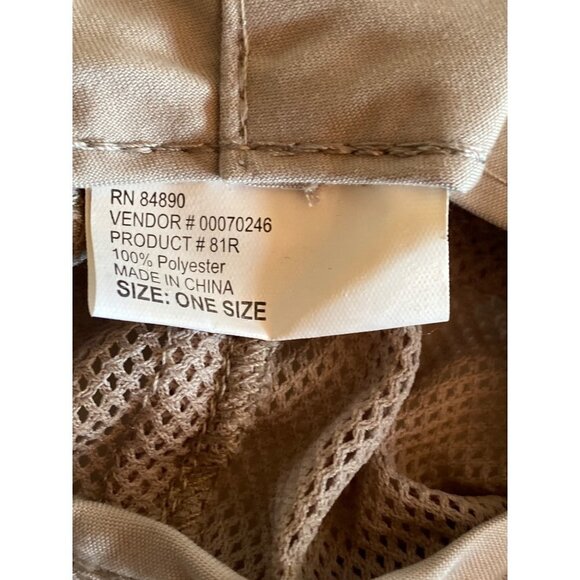 RN 84890
VENDOR # 00070246
PRODUCT # 81R
100% Polyester
MADE IN CHINA
SIZE: ONE SIZE